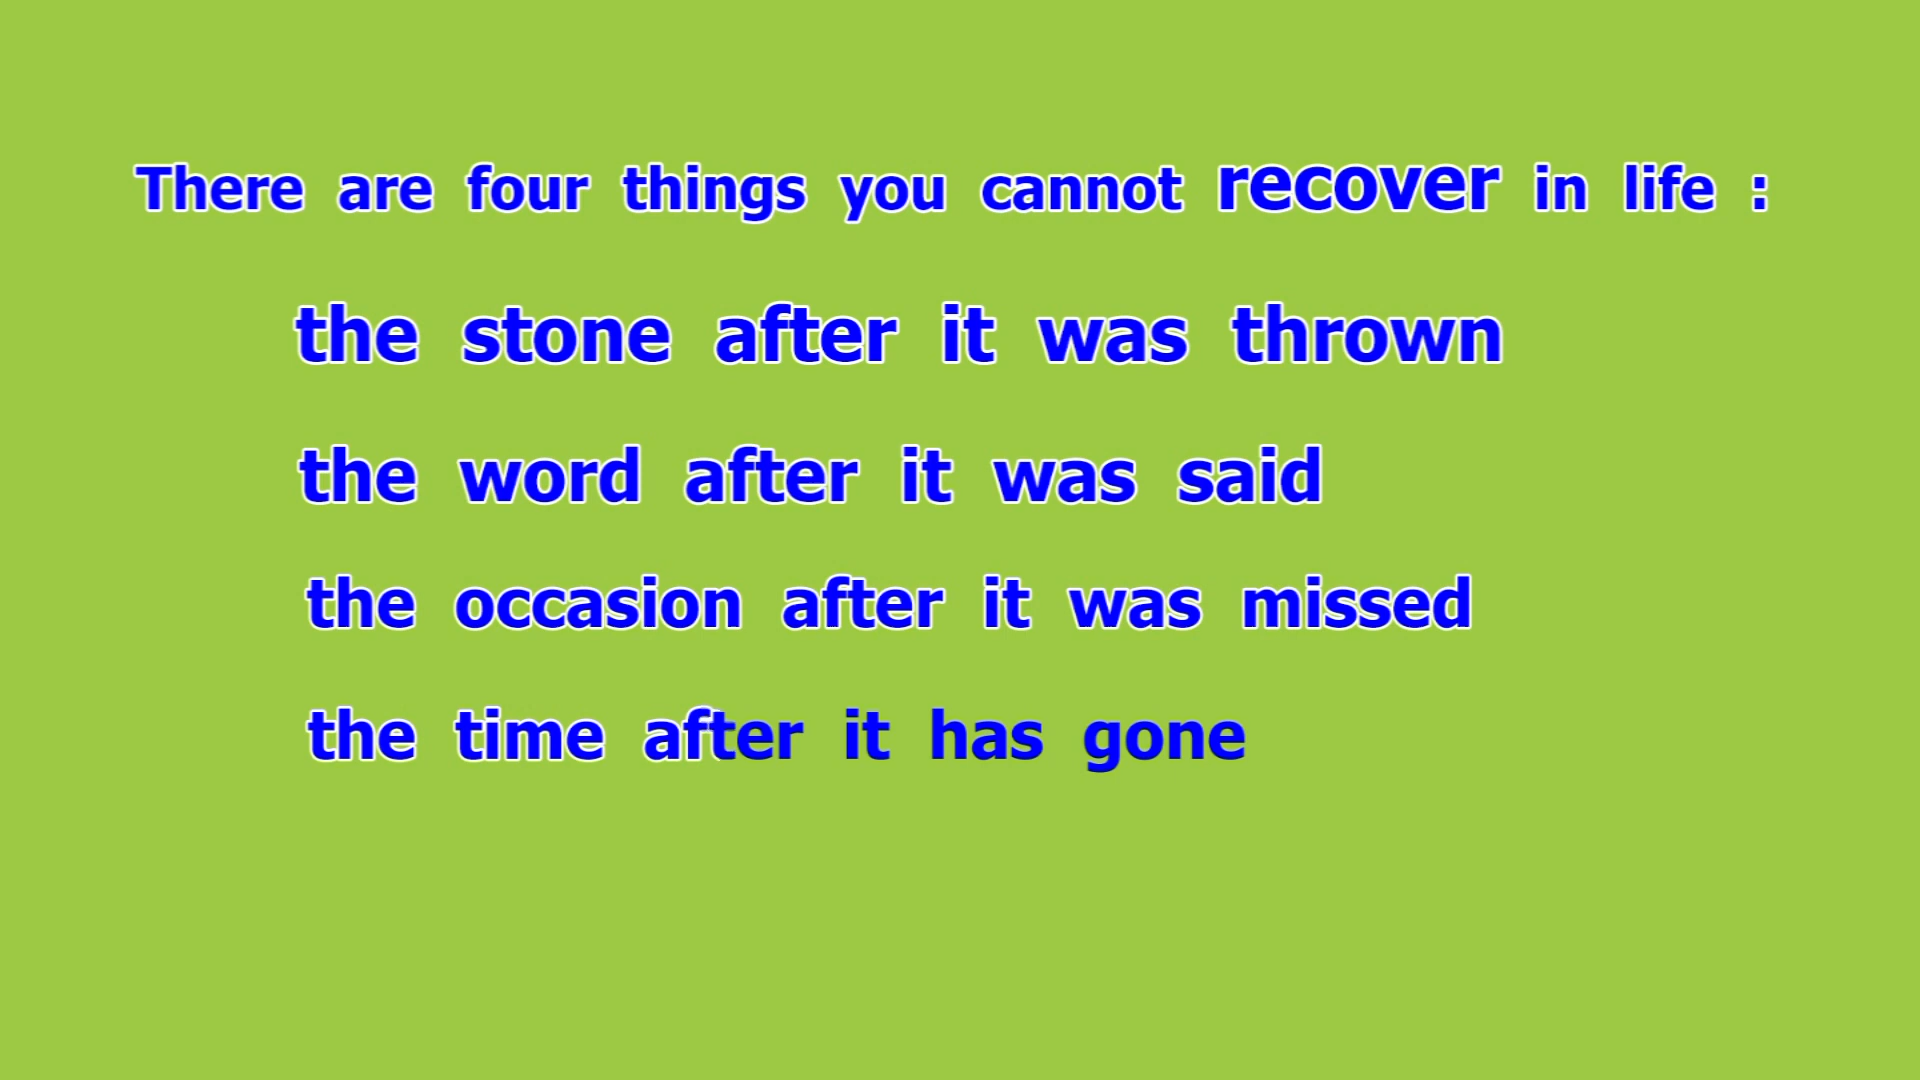 There are four things you cannot recover in life :
the stone after it was thrown
the word after it was said
the occasion after it was missed
the time after it has gone